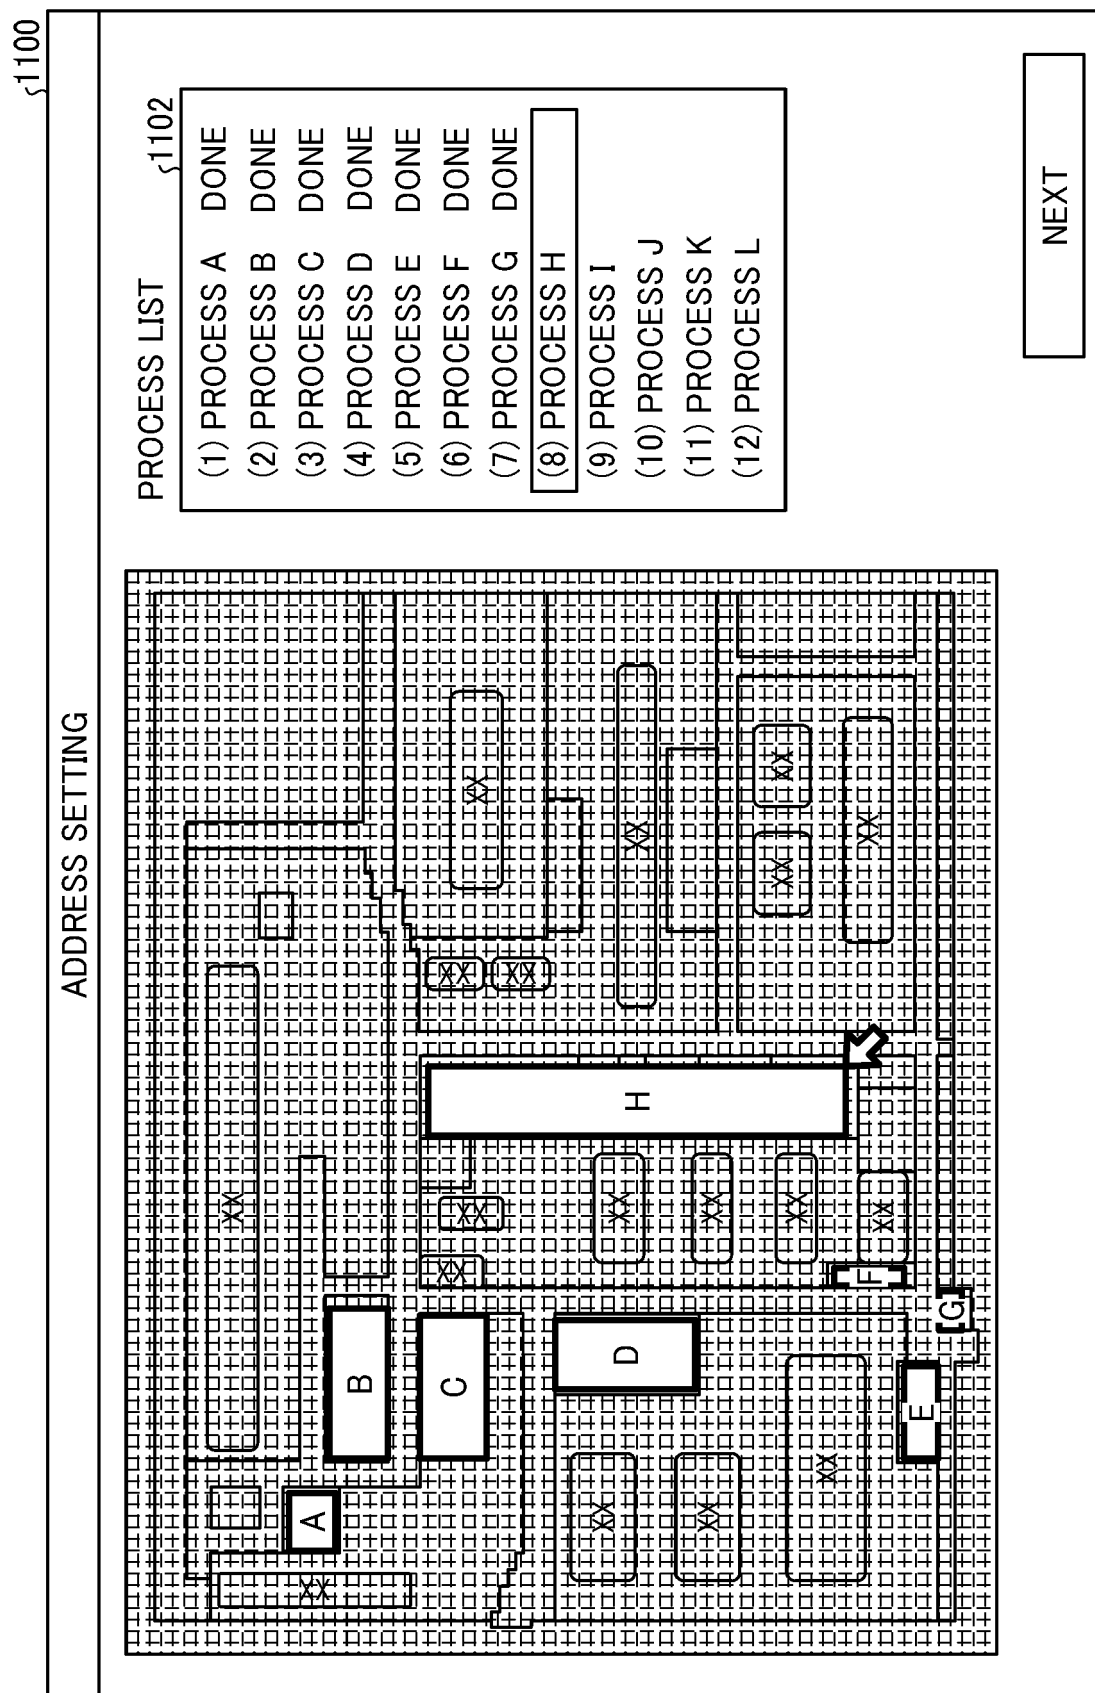 1100
ADDRESS SETTING
PROCESS LIST
1102
(1) PROCESS A DONE
(2) PROCESS B DONE
(3) PROCESS C DONE
(4) PROCESS D DONE
(5) PROCESS E DONE
(6) PROCESS F DONE
(7) PROCESS G DONE
(8) PROCESS H
(9) PROCESS I
(10) PROCESS J
(11) PROCESS K
(12) PROCESS L
NEXT
XX
XX
A
B
XX
XX
XX
XX
XX
C
XX
XX
D
XX
XX
H
XX
XX
XX
XX
XX
XX
XX
F
XX
XX
E
G